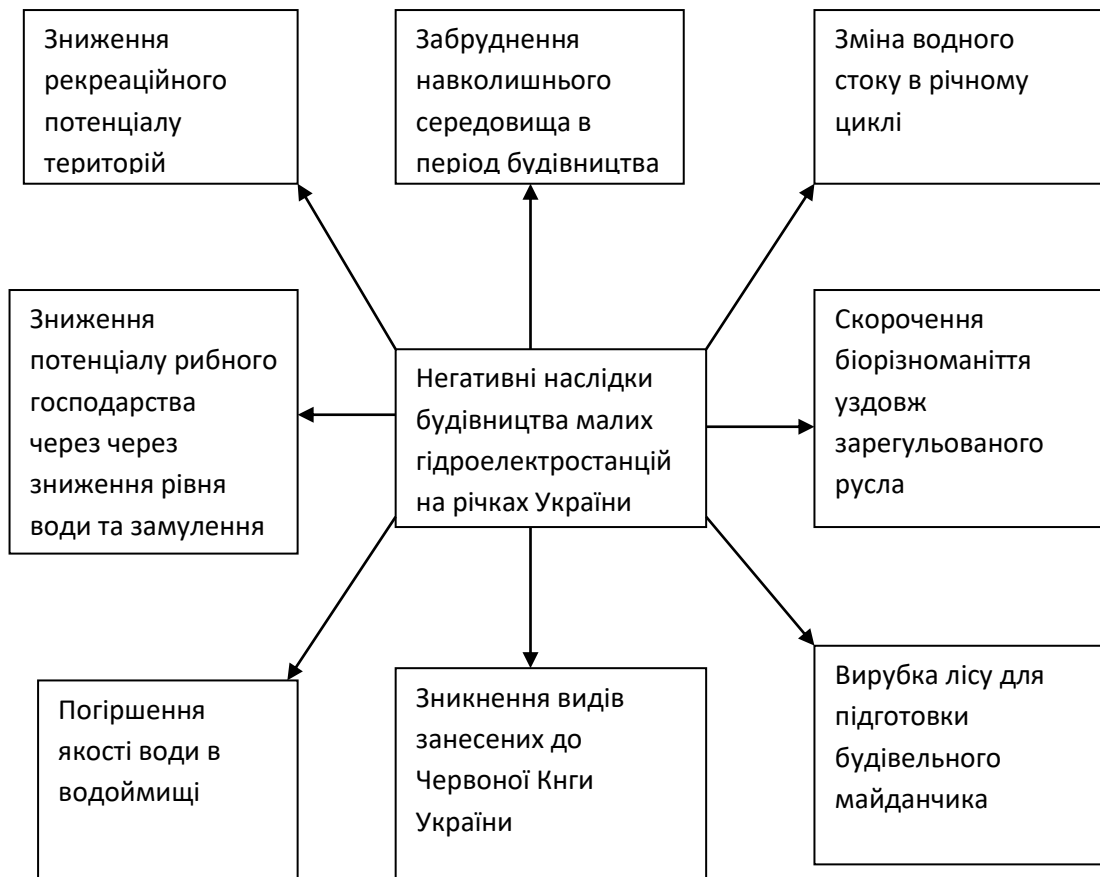 Зниження
рекреаційного
потенціалу
територій
Забруднення
навколишнього
середовища в
період будівництва
Зміна водного
стоку в річному
циклі
Зниження
потенціалу рибного
господарства
через через
зниження рівня
води та замулення
Негативні наслідки
будівництва малих
гідроелектростанцій
на річках України
Скорочення
біорізноманіття
уздовж
зарегульованого
русла
Погіршення
якості води в
водоймищі
Зникнення видів
занесених до
Червоної Кнги
України
Вирубка лісу для
підготовки
будівельного
майданчика